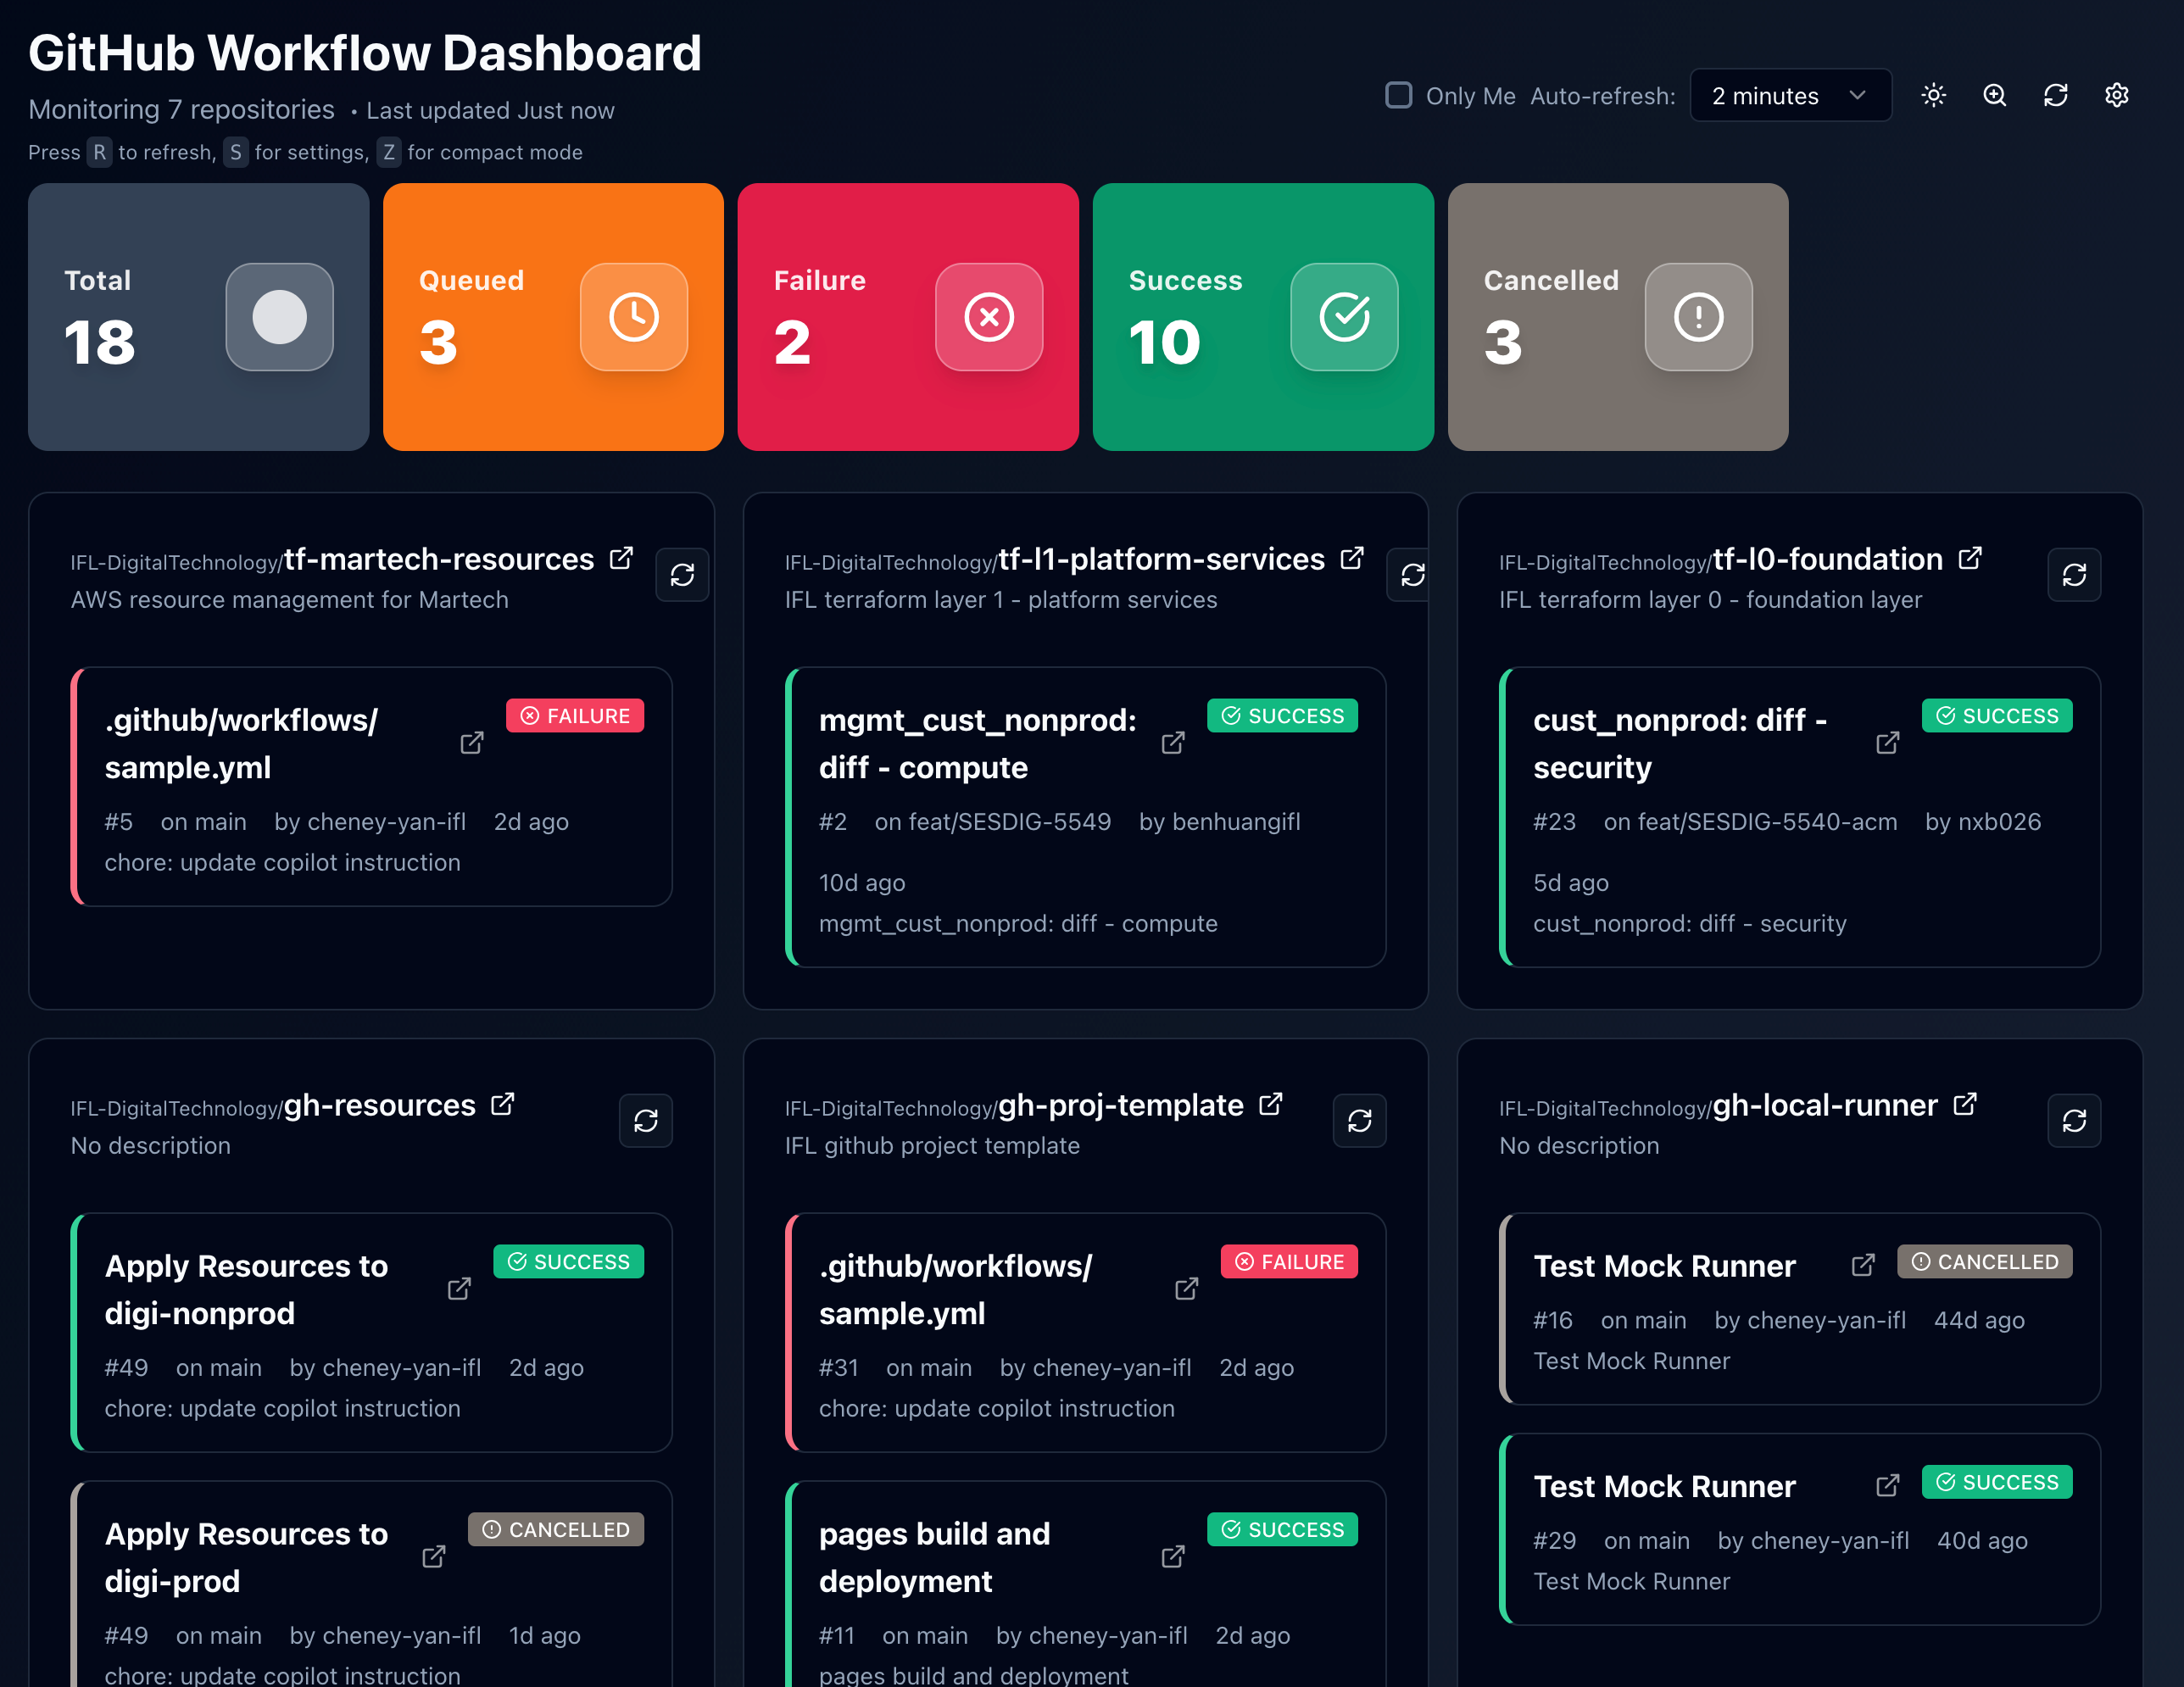 GitHub Workflow Dashboard
Monitoring 7 repositories • Last updated Just now
Press R to refresh, S for settings, Z for compact mode
Only Me Auto-refresh: 2 minutes
Total
18
Queued
3
Failure
2
Success
10
Cancelled
3
IFL-DigitalTechnology/tf-martech-resources
AWS resource management for Martech
.github/workflows/
sample.yml
FAILURE
#5 on main by cheney-yan-ifl 2d ago
chore: update copilot instruction
IFL-DigitalTechnology/tf-l1-platform-services
IFL terraform layer 1 - platform services
mgmt_cust_nonprod:
diff - compute
SUCCESS
#2 on feat/SESDIG-5549 by benhuangifl
10d ago
mgmt_cust_nonprod: diff - compute
IFL-DigitalTechnology/tf-l0-foundation
IFL terraform layer 0 - foundation layer
cust_nonprod: diff -
security
SUCCESS
#23 on feat/SESDIG-5540-acm by nxb026
5d ago
cust_nonprod: diff - security
IFL-DigitalTechnology/gh-resources
No description
Apply Resources to
digi-nonprod
SUCCESS
#49 on main by cheney-yan-ifl 2d ago
chore: update copilot instruction
Apply Resources to
digi-prod
CANCELLED
#49 on main by cheney-yan-ifl 1d ago
chore: update copilot instruction
IFL-DigitalTechnology/gh-proj-template
IFL github project template
.github/workflows/
sample.yml
FAILURE
#31 on main by cheney-yan-ifl 2d ago
chore: update copilot instruction
pages build and
deployment
SUCCESS
#11 on main by cheney-yan-ifl 2d ago
pages build and deployment
IFL-DigitalTechnology/gh-local-runner
No description
Test Mock Runner
CANCELLED
#16 on main by cheney-yan-ifl 44d ago
Test Mock Runner
Test Mock Runner
SUCCESS
#29 on main by cheney-yan-ifl 40d ago
Test Mock Runner